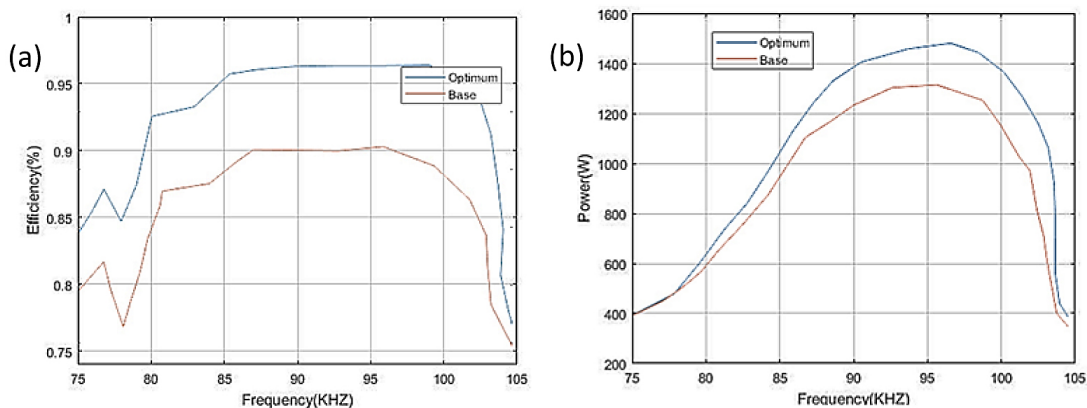 (a)
Efficiency(%)
1
0.95
0.9
0.85
0.8
0.75
75 80 85 90 95 100 105
Frequency(KHZ)
Optimum
Base
(b)
Power(W)
1600
1400
1200
1000
800
600
400
200
75 80 85 90 95 100 105
Frequency(KHZ)
Optimum
Base